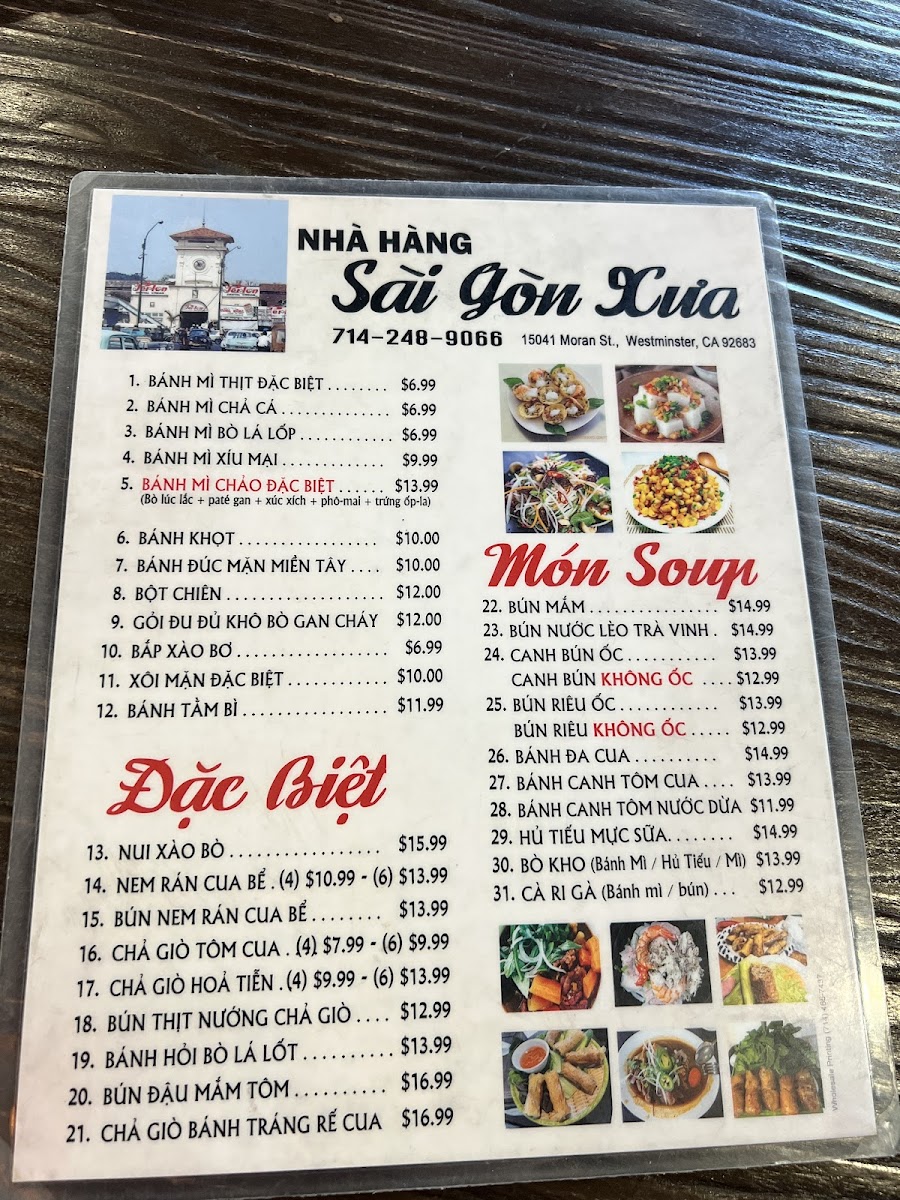 NHÀ HÀNG
Sài Gòn Xưa
714-248-9066 15041 Moran St., Westminster, CA 92683
1. BÁNH MÌ THỊT ĐẶC BIỆT ........ $6.99
2. BÁNH MÌ CHẢ CÁ ............. $6.99
3. BÁNH MÌ BÒ LÁ LỐP ............ $6.99
4. BÁNH MÌ XÍU MẠI ............. $9.99
5. BÁNH MÌ CHẢO ĐẶC BIỆT ...... $13.99
(Bò lúc lắc + paté gan + xúc xích + phô-mai + trứng ốp-la)
6. BÁNH KHỌT ................. $10.00
7. BÁNH ĐÚC MẶN MIỀN TÂY .... $10.00
8. BỘT CHIÊN ................... $12.00
9. GỎI ĐU ĐỦ KHÔ BÒ GAN CHÁY $12.00
10. BẮP XÀO BƠ .................. $6.99
11. XÔI MẶN ĐẶC BIỆT ............ $10.00
12. BÁNH TẰM BÌ ................. $11.99
Đặc Biệt
13. NUI XÀO BÒ ................. $15.99
14. NEM RÁN CUA BỂ . (4) $10.99 - (6) $13.99
15. BÚN NEM RÁN CUA BỂ ........ $13.99
16. CHẢ GIÒ TÔM CUA . (4) $7.99 - (6) $9.99
17. CHẢ GIÒ HOẢ TIỄN . (4) $9.99 - (6) $13.99
18. BÚN THỊT NƯỚNG CHẢ GIÒ .... $12.99
19. BÁNH HỎI BÒ LÁ LỐT .......... $13.99
20. BÚN ĐẬU MẮM TÔM .......... $16.99
21. CHẢ GIÒ BÁNH TRÁNG RẾ CUA $16.99
Món Soup
22. BÚN MẮM ................ $14.99
23. BÚN NƯỚC LÈO TRÀ VINH . $14.99
24. CANH BÚN ỐC ........... $13.99
CANH BÚN KHÔNG ỐC .... $12.99
25. BÚN RIÊU ỐC ............ $13.99
BÚN RIÊU KHÔNG ỐC ..... $12.99
26. BÁNH ĐA CUA .......... $14.99
27. BÁNH CANH TÔM CUA .... $13.99
28. BÁNH CANH TÔM NƯỚC DỪA $11.99
29. HỦ TIẾU MỰC SỮA........ $14.99
30. BÒ KHO (Bánh Mì / Hủ Tiếu / Mì) $13.99
31. CÀ RI GÀ (Bánh mì / bún) ... $12.99